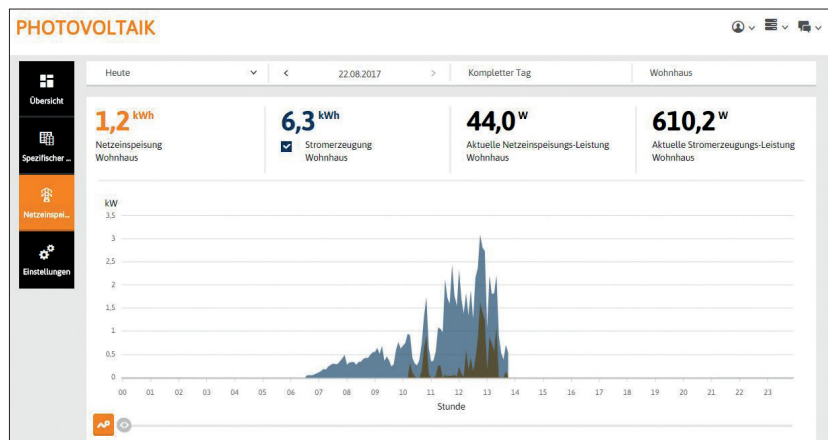 PHOTOVOLTAIK
Heute
22.08.2017
Kompletter Tag
Wohnhaus
Übersicht
Spezifischer ...
Netzeinspei...
Einstellungen
1,2 kWh
Netzeinspeisung
Wohnhaus
6,3 kWh
Stromerzeugung
Wohnhaus
44,0 W
Aktuelle Netzeinspeisungs-Leistung
Wohnhaus
610,2 W
Aktuelle Stromerzeugungs-Leistung
Wohnhaus
kW
3,5
3
2,5
2
1,5
1
0,5
0
00 01 02 03 04 05 06 07 08 09 10 11 12 13 14 15 16 17 18 19 20 21 22 23
Stunde